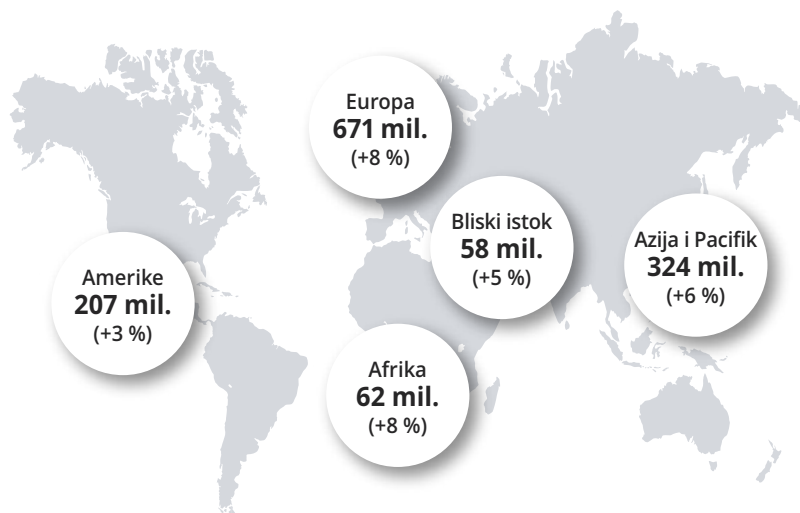 Europa
671 mil.
(+8 %)
Bliski istok
58 mil.
(+5 %)
Azija i Pacifik
324 mil.
(+6 %)
Amerike
207 mil.
(+3 %)
Afrika
62 mil.
(+8 %)